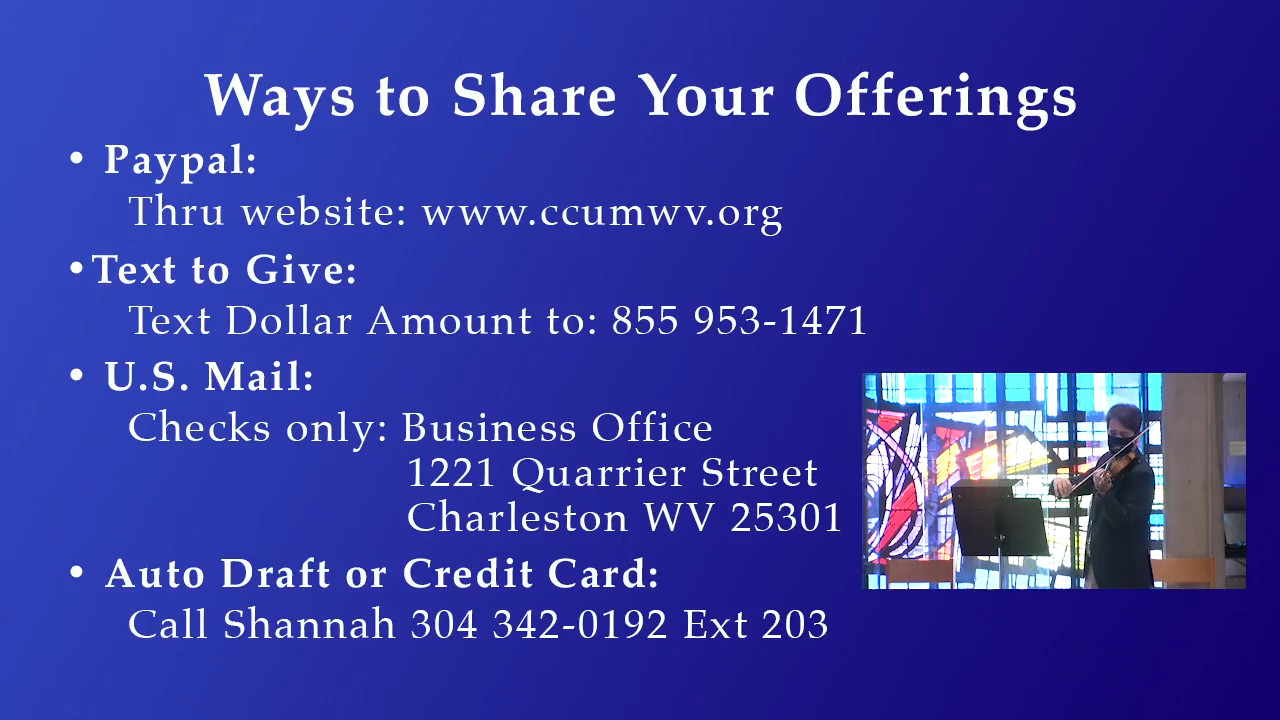 Ways to Share Your Offerings
• Paypal:
Thru website: www.ccumwv.org
• Text to Give:
Text Dollar Amount to: 855 953-1471
• U.S. Mail:
Checks only: Business Office
1221 Quarrier Street
Charleston WV 25301
• Auto Draft or Credit Card:
Call Shannah 304 342-0192 Ext 203